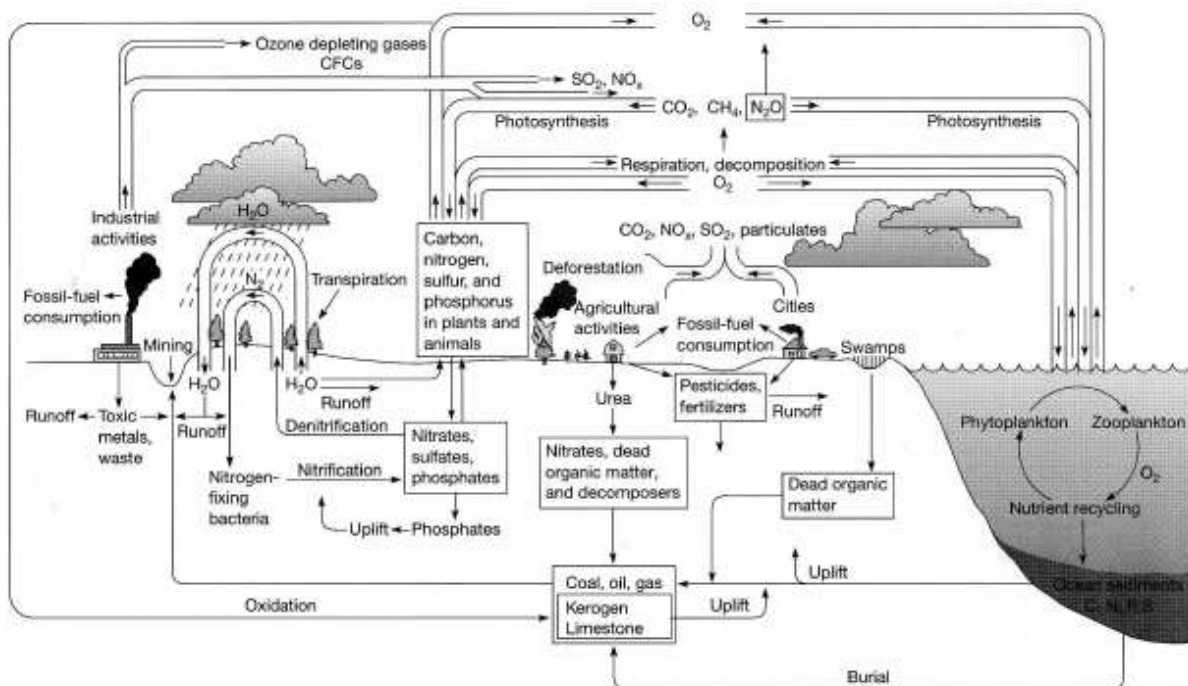 O₂
Ozone depleting gases
CFCs
SO₂, NOₓ
CO₂, CH₄, N₂O
Photosynthesis
Photosynthesis
Respiration, decomposition
O₂
Industrial
activities
H₂O
N₂
Transpiration
Carbon,
nitrogen,
sulfur, and
phosphorus
in plants and
animals
CO₂, NOₓ, SO₂, particulates
Deforestation
Agricultural
activities
Cities
Fossil-fuel
consumption
Fossil-fuel
consumption
Mining
Swamps
H₂O
H₂O
Runoff
Runoff
Toxic
metals,
waste
Runoff
Denitrification
Nitrates,
sulfates,
phosphates
Urea
Pesticides,
fertilizers
Runoff
Phytoplankton
Zooplankton
O₂
Nutrient recycling
Nitrogen-
fixing
bacteria
Nitrification
Nitrates, dead
organic matter,
and decomposers
Dead organic
matter
Uplift
Phosphates
Coal, oil, gas
Kerogen
Limestone
Uplift
Uplift
Ocean sediments
C, N, P, S
Oxidation
Burial